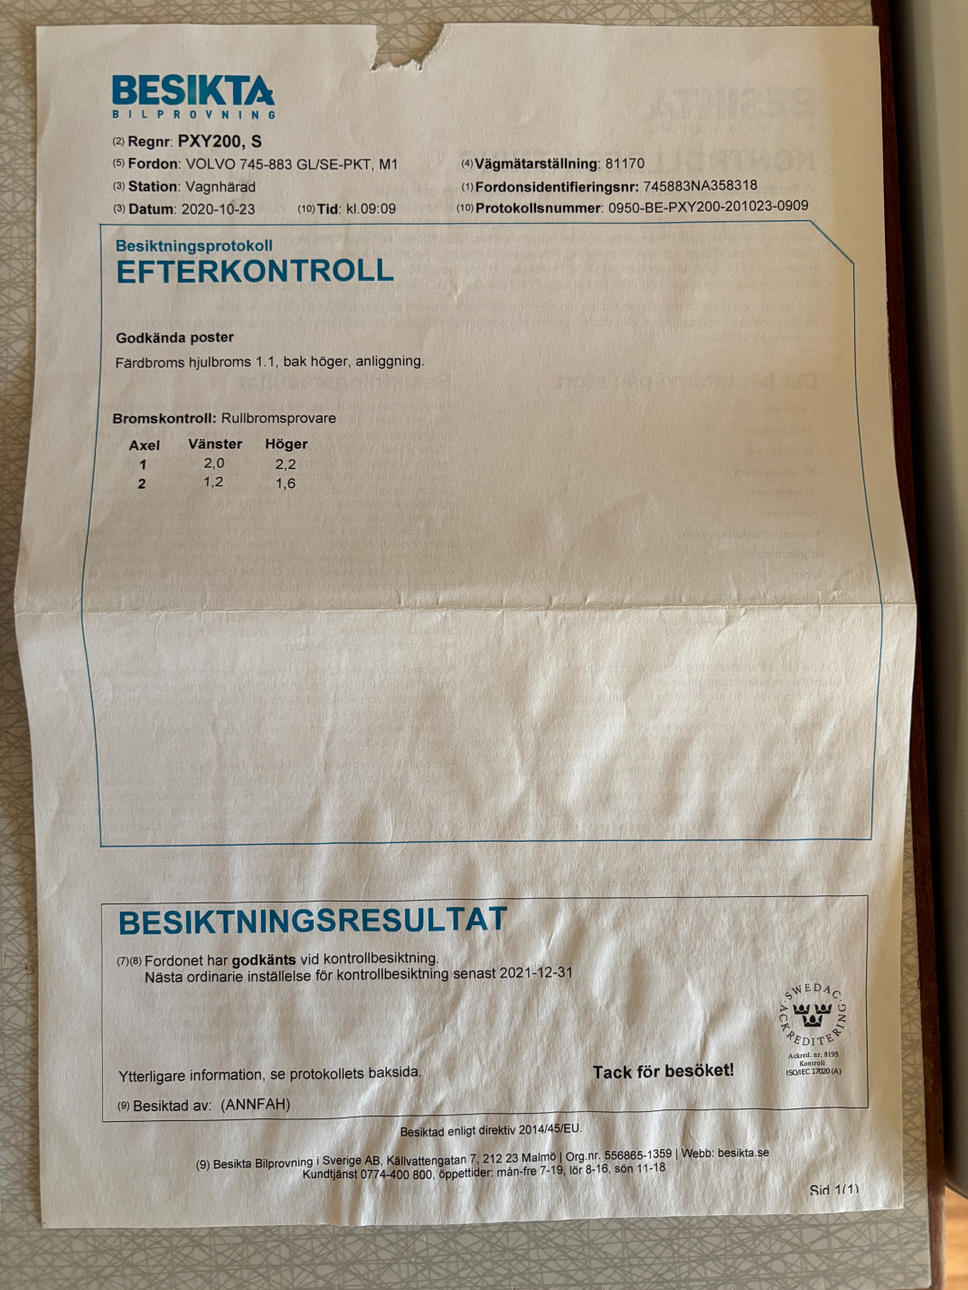 BESIKTA
BILPROVNING
(2) Regnr: PXY200, S
(5) Fordon: VOLVO 745-883 GL/SE-PKT, M1
(4) Vägmätarställning: 81170
(3) Station: Vagnhärad
(1) Fordonsidentifieringsnr: 745883NA358318
(3) Datum: 2020-10-23 (10) Tid: kl.09:09
(10) Protokollsnummer: 0950-BE-PXY200-201023-0909
Besiktningsprotokoll
EFTERKONTROLL
Godkända poster
Färdbroms hjulbroms 1.1, bak höger, anliggning.
Bromskontroll: Rullbromsprovare
Axel Vänster Höger
1 2,0 2,2
2 1,2 1,6
BESIKTNINGSRESULTAT
(7)(8) Fordonet har godkänts vid kontrollbesiktning.
Nästa ordinarie inställelse för kontrollbesiktning senast 2021-12-31
SWEDAC
ACKREDITERING
Ackred. nr. 8195
Kontroll
ISO/IEC 17020 (A)
Ytterligare information, se protokollets baksida.
Tack för besöket!
(9) Besiktad av: (ANNFAH)
Besiktad enligt direktiv 2014/45/EU.
(9) Besikta Bilprovning i Sverige AB, Källvattengatan 7, 212 23 Malmö | Org.nr. 556865-1359 | Webb: besikta.se
Kundtjänst 0774-400 800, öppettider: mån-fre 7-19, lör 8-16, sön 11-18
Sid 1(1)